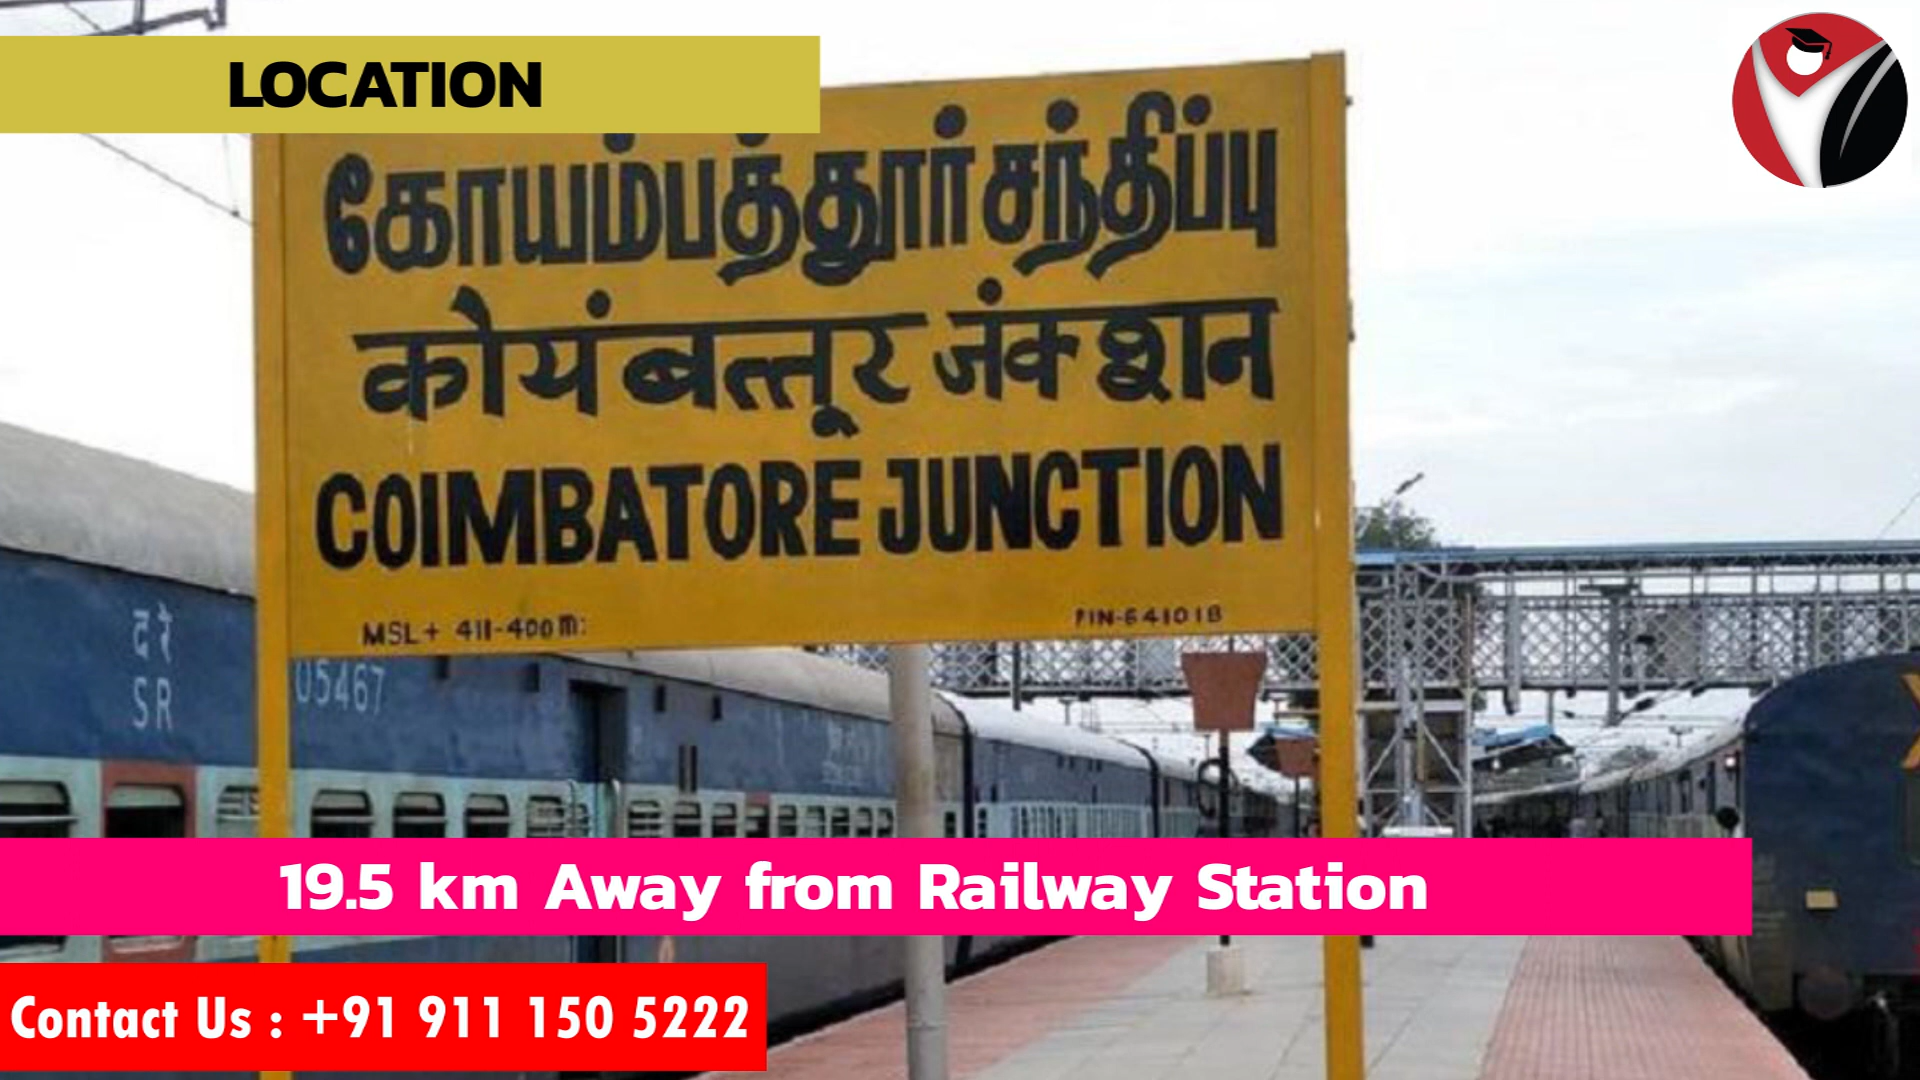 LOCATION
கோயம்பத்தூர் சந்திப்பு
कोयंबत्तूर जंक्शन
COIMBATORE JUNCTION
MSL+ 411-400m:
PIN-641018
दरे
SR
05467
19.5 km Away from Railway Station
Contact Us : +91 911 150 5222